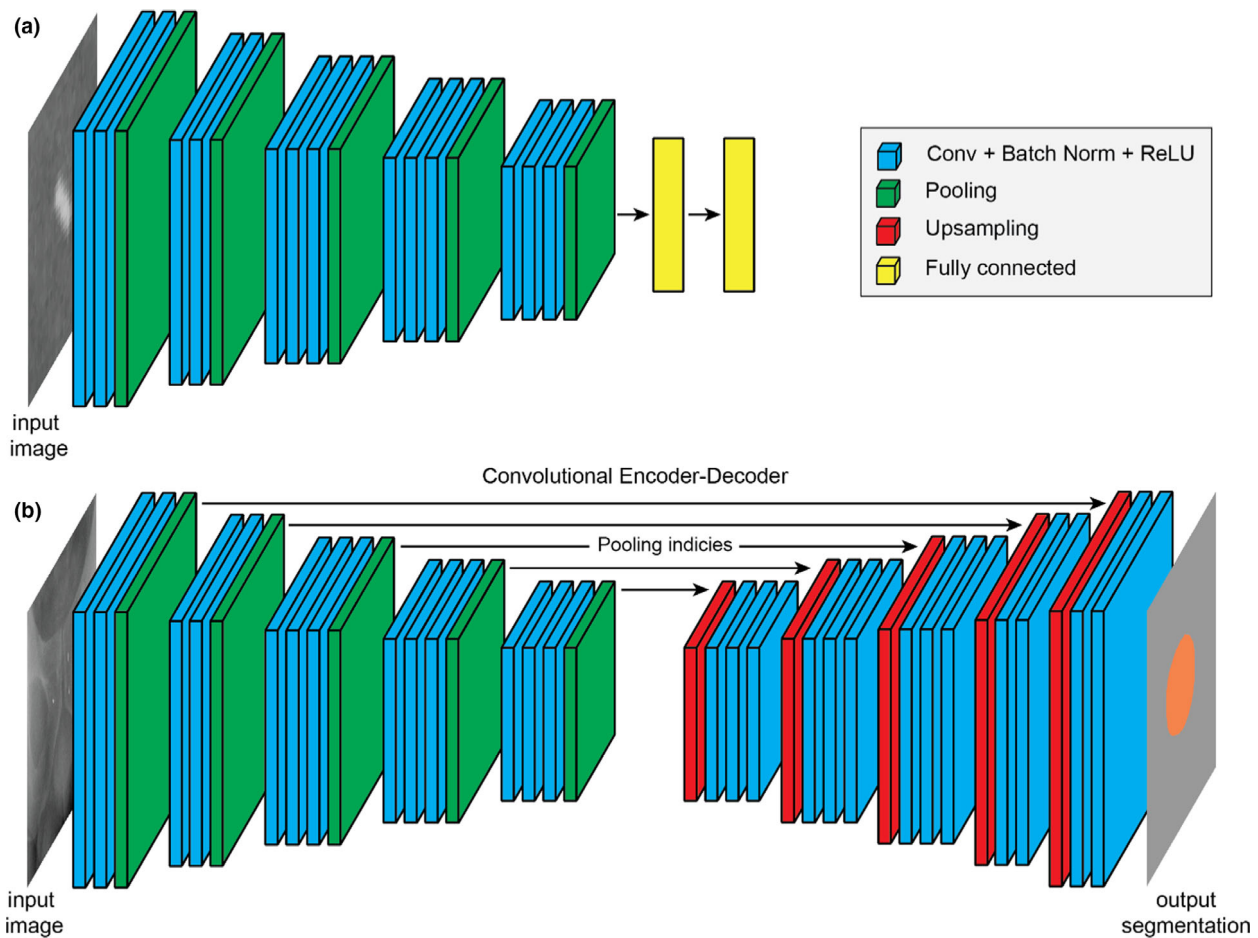 (a)
input
image
Conv + Batch Norm + ReLU
Pooling
Upsampling
Fully connected
Convolutional Encoder-Decoder
(b)
Pooling indicies
input
image
output
segmentation